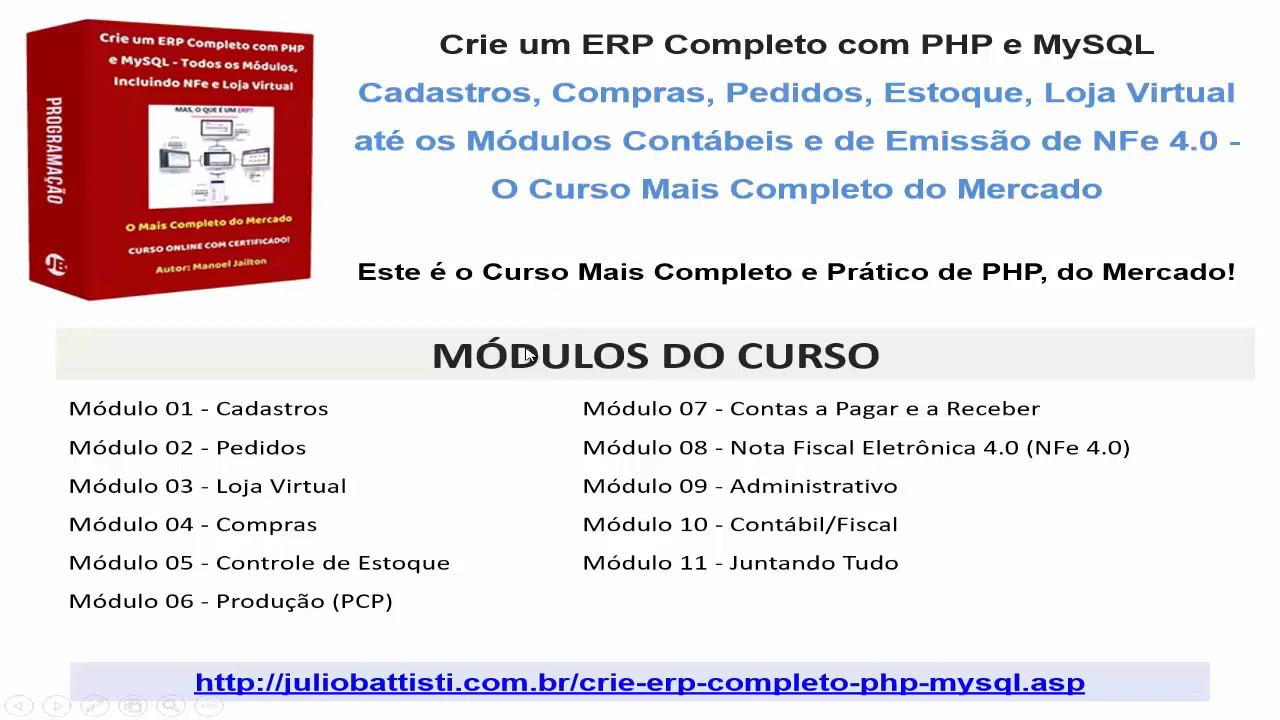 Crie um ERP Completo com PHP
e MySQL - Todos os Módulos,
Incluindo NFe e Loja Virtual
PROGRAMAÇÃO
MAS, O QUE É UM ERP?
O Mais Completo do Mercado
CURSO ONLINE COM CERTIFICADO!
Autor: Manoel Jailton
JB
Crie um ERP Completo com PHP e MySQL
Cadastros, Compras, Pedidos, Estoque, Loja Virtual
até os Módulos Contábeis e de Emissão de NFe 4.0 -
O Curso Mais Completo do Mercado
Este é o Curso Mais Completo e Prático de PHP, do Mercado!
MÓDULOS DO CURSO
Módulo 01 - Cadastros
Módulo 02 - Pedidos
Módulo 03 - Loja Virtual
Módulo 04 - Compras
Módulo 05 - Controle de Estoque
Módulo 06 - Produção (PCP)
Módulo 07 - Contas a Pagar e a Receber
Módulo 08 - Nota Fiscal Eletrônica 4.0 (NFe 4.0)
Módulo 09 - Administrativo
Módulo 10 - Contábil/Fiscal
Módulo 11 - Juntando Tudo
http://juliobattisti.com.br/crie-erp-completo-php-mysql.asp